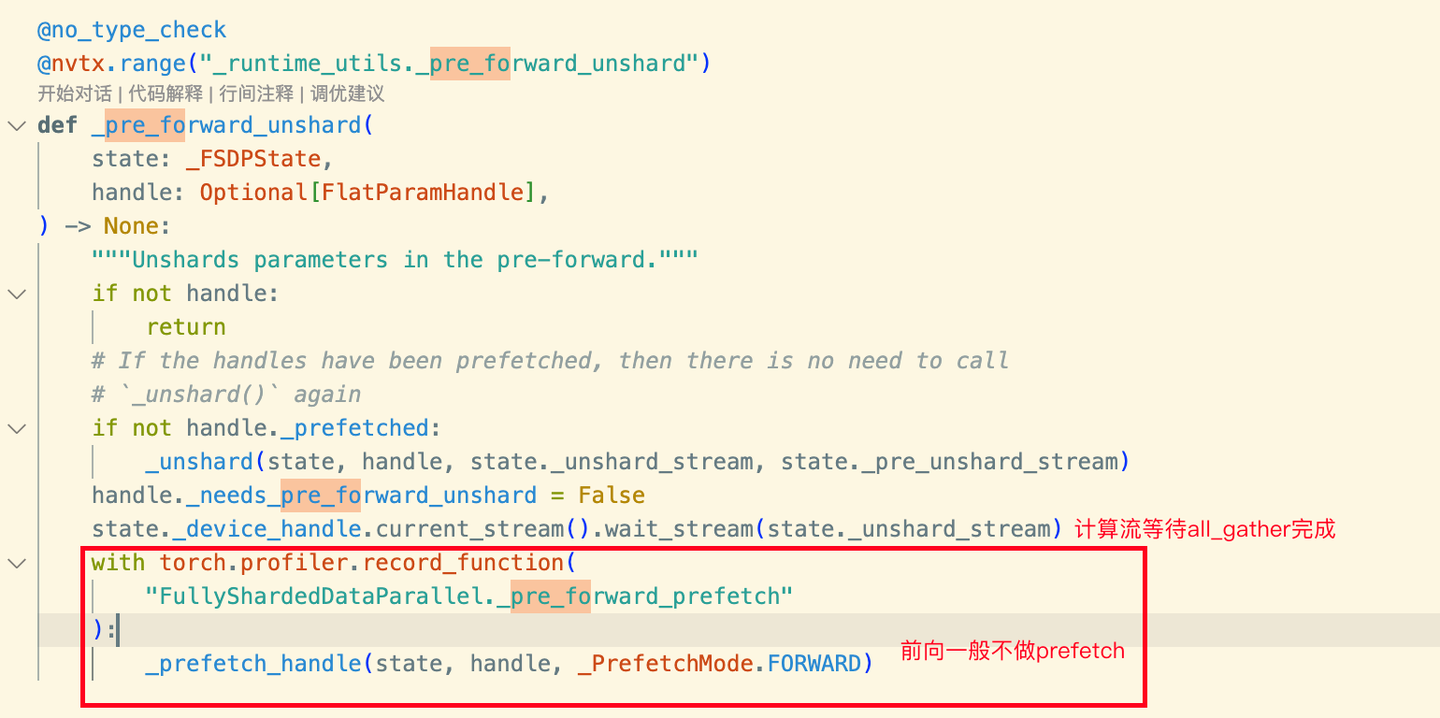 @no_type_check
@nvtx.range("_runtime_utils._pre_forward_unshard")
开始对话 | 代码解释 | 行间注释 | 调优建议
def _pre_forward_unshard(
    state: _FSDPState,
    handle: Optional[FlatParamHandle],
) -> None:
    """Unshards parameters in the pre-forward."""
    if not handle:
        return
    # If the handles have been prefetched, then there is no need to call
    # `_unshard()` again
    if not handle._prefetched:
        _unshard(state, handle, state._unshard_stream, state._pre_unshard_stream)
    handle._needs_pre_forward_unshard = False
    state._device_handle.current_stream().wait_stream(state._unshard_stream) 计算流等待all_gather完成
    with torch.profiler.record_function(
        "FullyShardedDataParallel._pre_forward_prefetch"
    ):
        _prefetch_handle(state, handle, _PrefetchMode.FORWARD) 前向一般不做prefetch